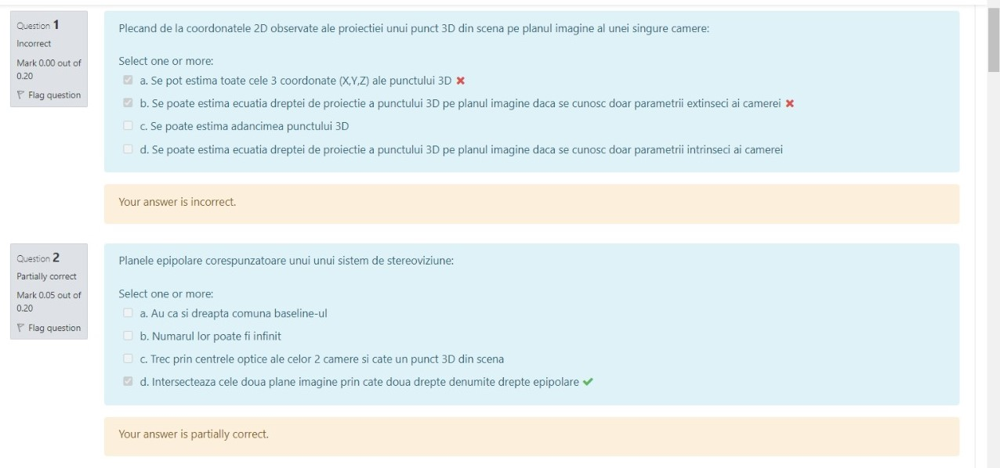 Question 1
Incorrect
Mark 0.00 out of
0.20
Flag question
Plecand de la coordonatele 2D observate ale proiectiei unui punct 3D din scena pe planul imagine al unei singure camere:
Select one or more:
a. Se pot estima toate cele 3 coordonate (X,Y,Z) ale punctului 3D
b. Se poate estima ecuatia dreptei de proiectie a punctului 3D pe planul imagine daca se cunosc doar parametrii extinseci ai camerei
c. Se poate estima adancimea punctului 3D
d. Se poate estima ecuatia dreptei de proiectie a punctului 3D pe planul imagine daca se cunosc doar parametrii intrinseci ai camerei
Your answer is incorrect.
Question 2
Partially correct
Mark 0.05 out of
0.20
Flag question
Planele epipolare corespunzatoare unui unui sistem de stereoviziune:
Select one or more:
a. Au ca si dreapta comuna baseline-ul
b. Numarul lor poate fi infinit
c. Trec prin centrele optice ale celor 2 camere si cate un punct 3D din scena
d. Intersecteaza cele doua plane imagine prin cate doua drepte denumite drepte epipolare
Your answer is partially correct.